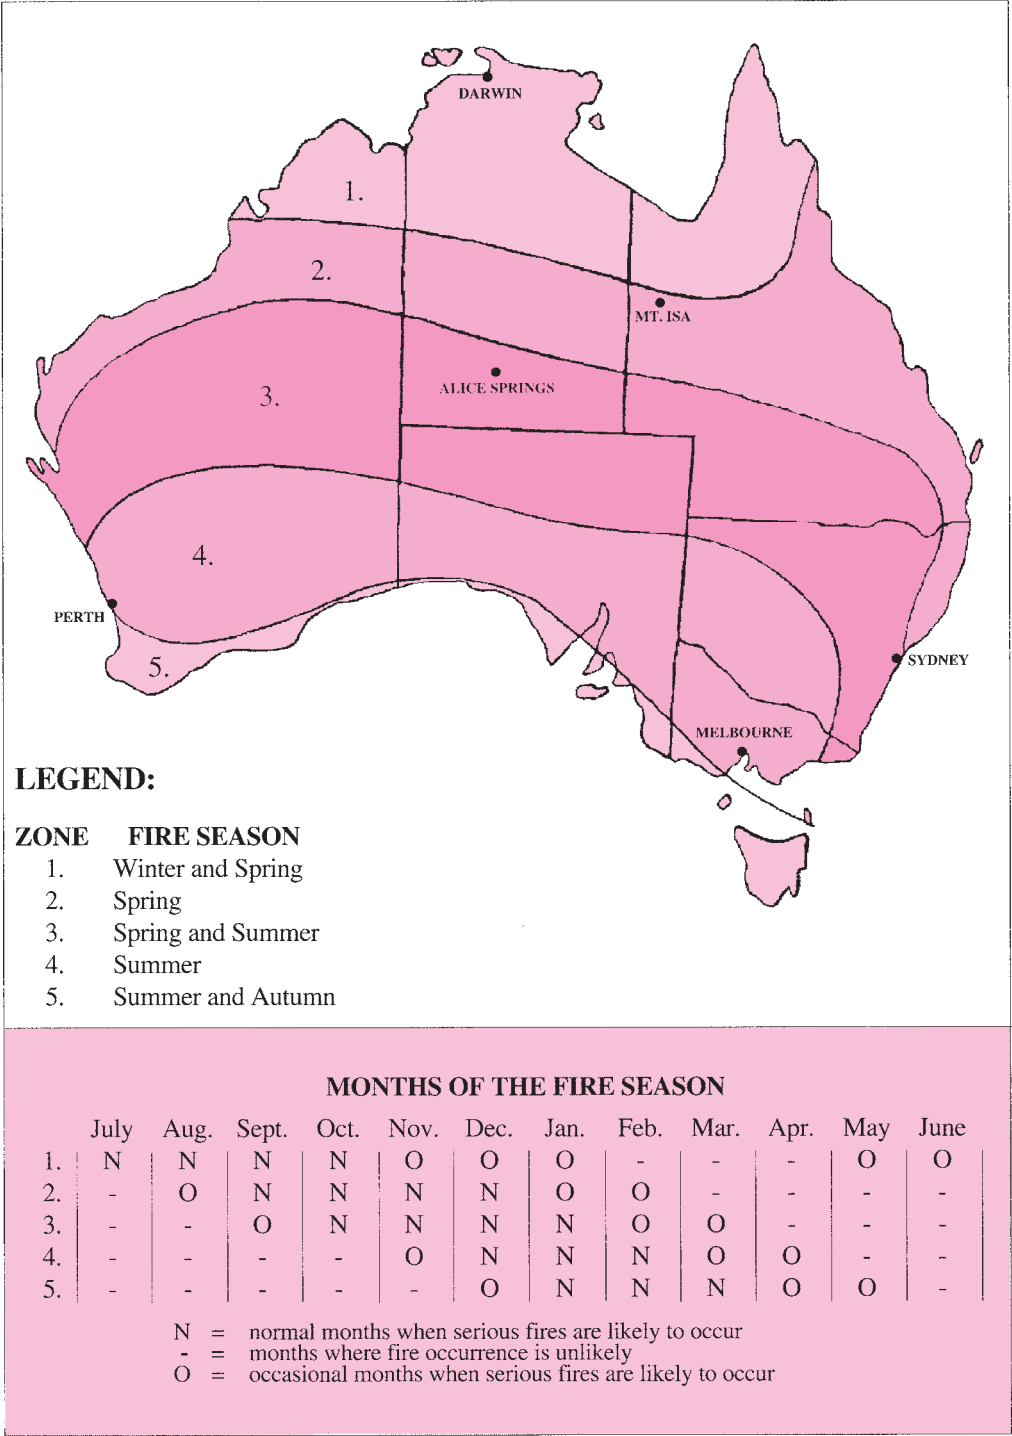 DARWIN
1.
2.
MT. ISA
ALICE SPRINGS
3.
4.
PERTH
5.
SYDNEY
MELBOURNE
LEGEND:
ZONE FIRE SEASON
1. Winter and Spring
2. Spring
3. Spring and Summer
4. Summer
5. Summer and Autumn
MONTHS OF THE FIRE SEASON
July Aug. Sept. Oct. Nov. Dec. Jan. Feb. Mar. Apr. May June
1. N N N N O O O - - - O O
2. - O N N N N O O - - - -
3. - - O N N N N O O - - -
4. - - - - O N N N O O - -
5. - - - - - O N N N O O -
N = normal months when serious fires are likely to occur
- = months where fire occurrence is unlikely
O = occasional months when serious fires are likely to occur